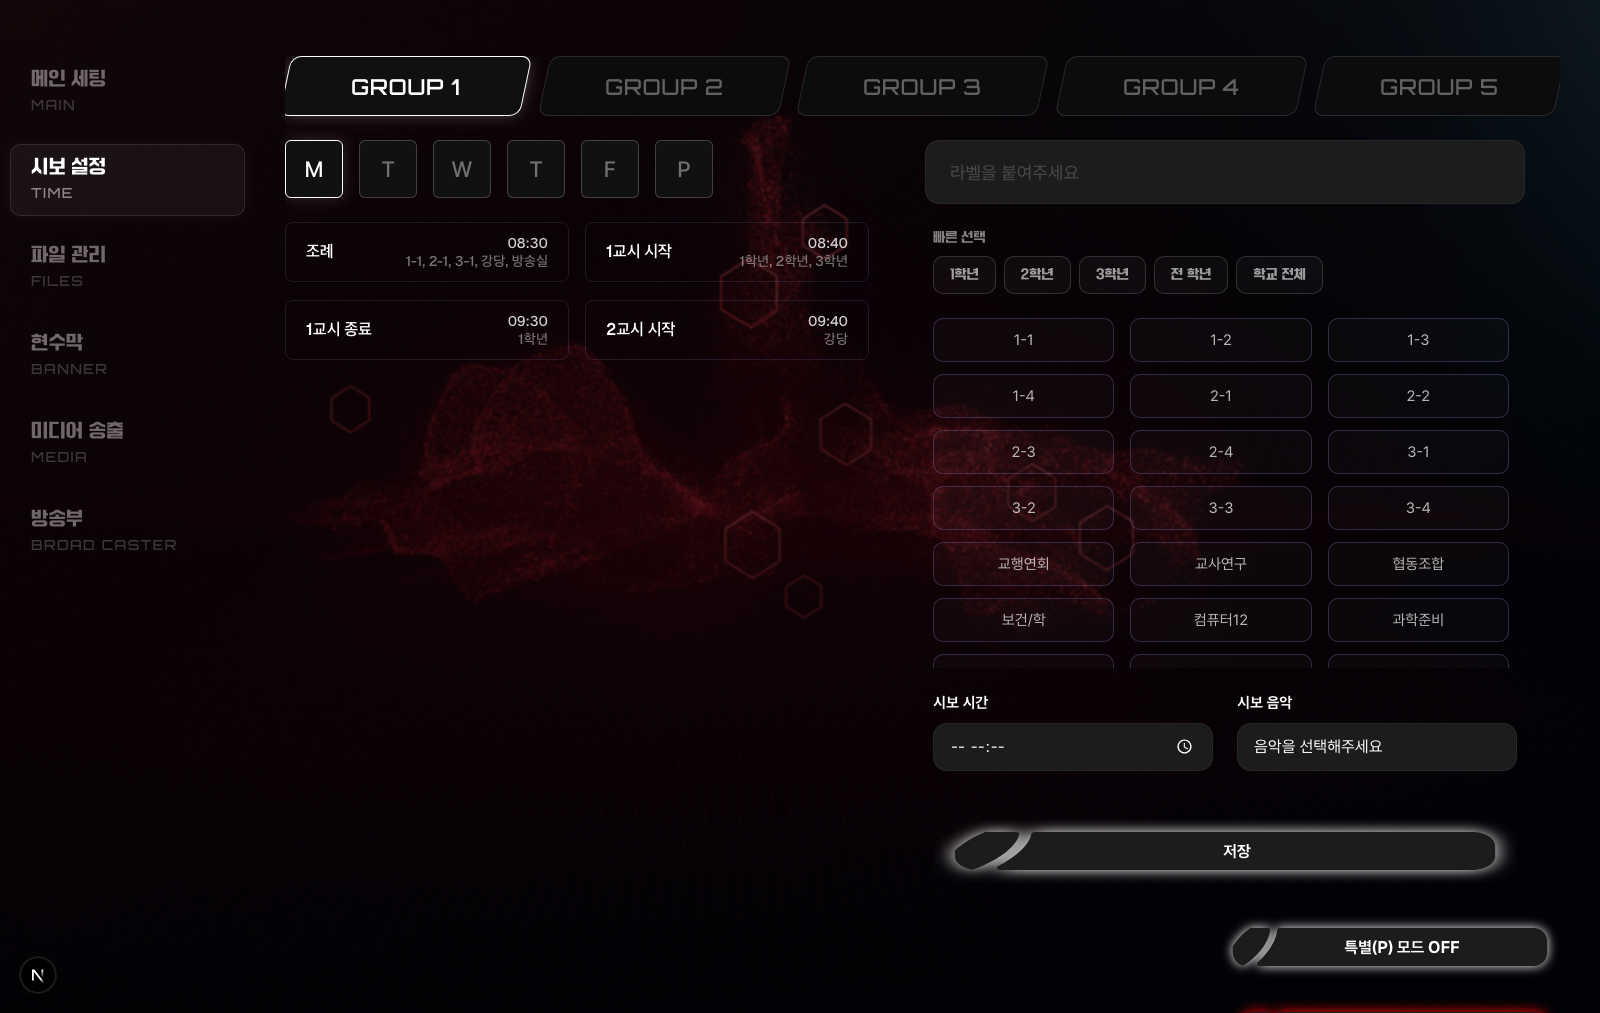 메인 세팅
MAIN
시보 설정
TIME
파일 관리
FILES
현수막
BANNER
미디어 송출
MEDIA
방송부
BROAD CASTER
GROUP 1
GROUP 2
GROUP 3
GROUP 4
GROUP 5
M
T
W
T
F
P
조례
08:30
1-1, 2-1, 3-1, 강당, 방송실
1교시 시작
08:40
1학년, 2학년, 3학년
1교시 종료
09:30
1학년
2교시 시작
09:40
강당
라벨을 붙여주세요
빠른 선택
1학년
2학년
3학년
전 학년
학교 전체
1-1
1-2
1-3
1-4
2-1
2-2
2-3
2-4
3-1
3-2
3-3
3-4
교행연회
교사연구
협동조합
보건/학
컴퓨터12
과학준비
시보 시간
-- --:--
시보 음악
음악을 선택해주세요
저장
특별(P) 모드 OFF
N